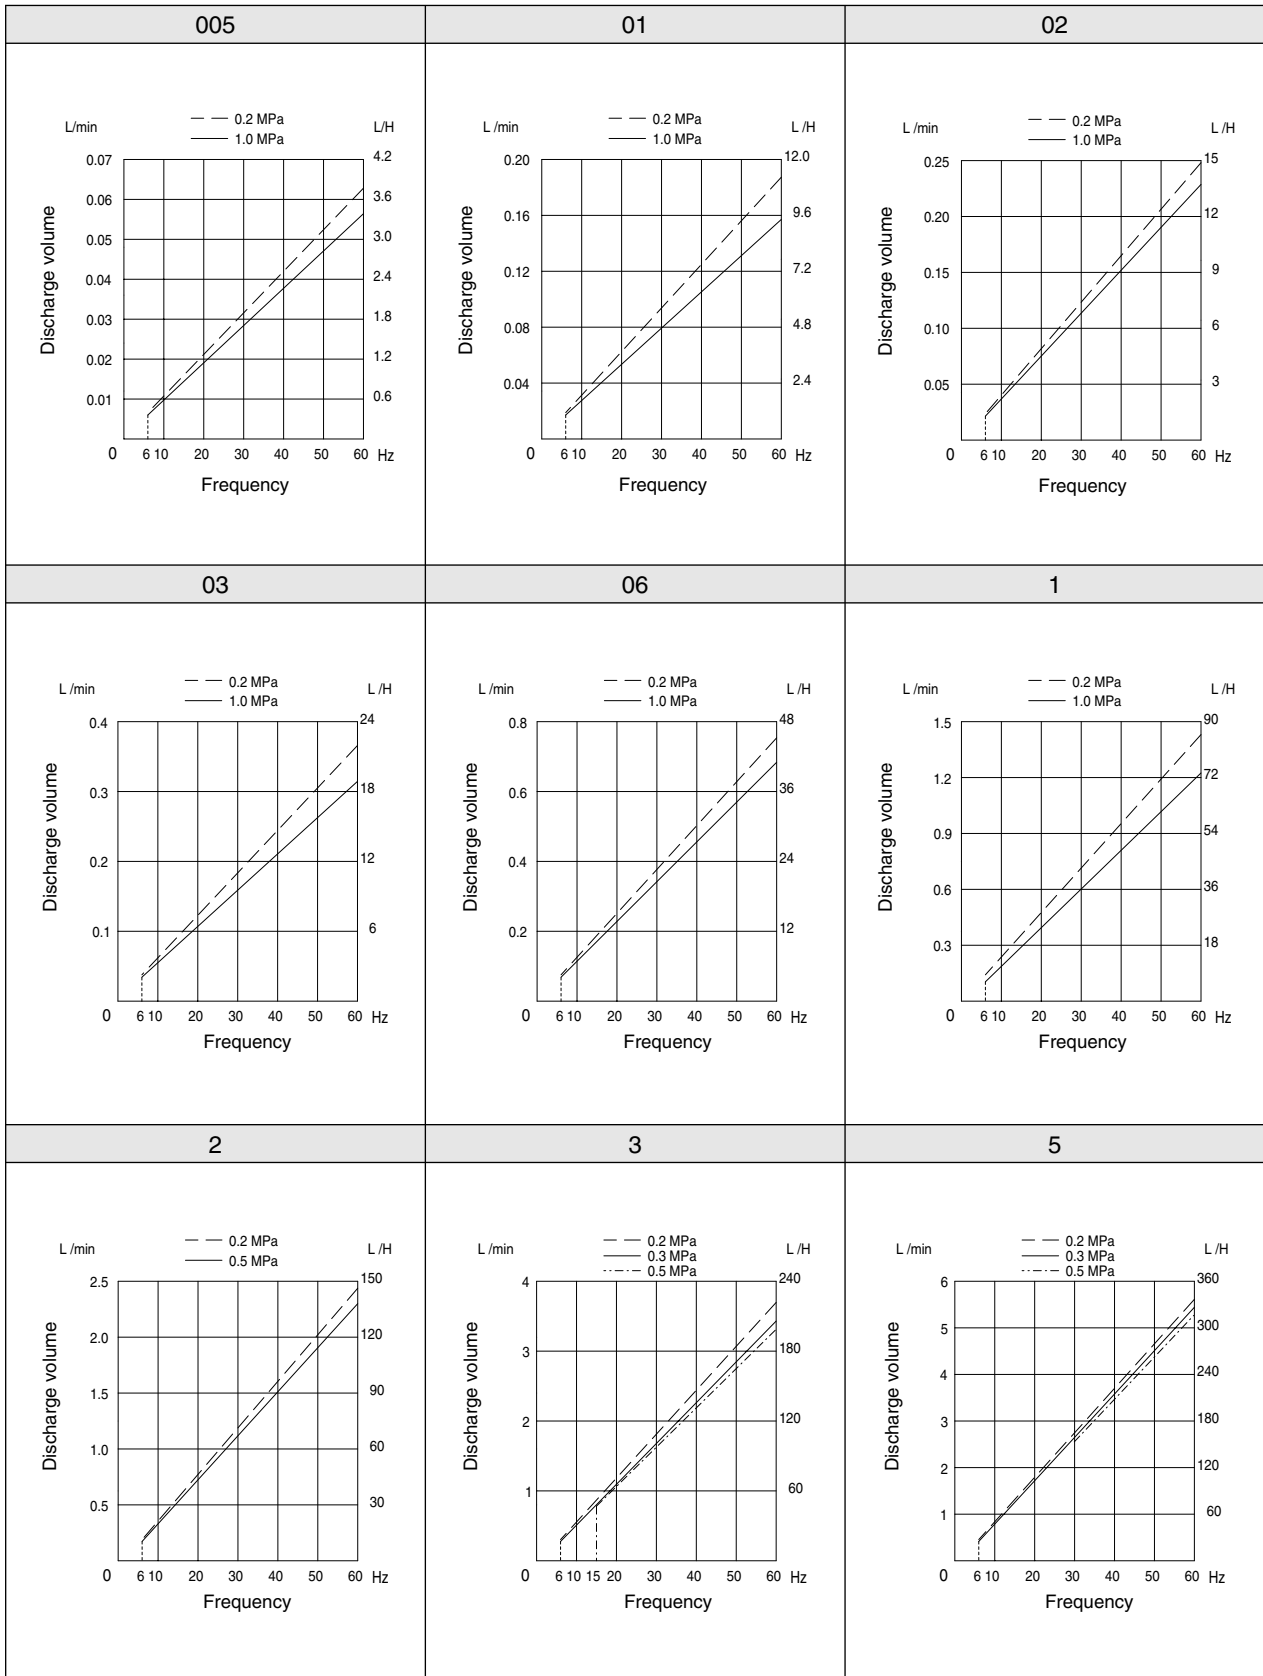 005 01 02
0.2 MPa
L/min L/H
1.0 MPa
0.07 4.2
0.06 3.6
0.05 3.0
0.04 2.4
0.03 1.8
0.02 1.2
0.01 0.6
Discharge volume
0 6 10 20 30 40 50 60 Hz
Frequency
0.2 MPa
L /min L /H
1.0 MPa
0.20 12.0
0.16 9.6
0.12 7.2
0.08 4.8
0.04 2.4
Discharge volume
0 6 10 20 30 40 50 60 Hz
Frequency
0.2 MPa
L /min L /H
1.0 MPa
0.25 15
0.20 12
0.15 9
0.10 6
0.05 3
Discharge volume
0 6 10 20 30 40 50 60 Hz
Frequency
03 06 1
0.2 MPa
L /min L /H
1.0 MPa
0.4 24
0.3 18
0.2 12
0.1 6
Discharge volume
0 6 10 20 30 40 50 60 Hz
Frequency
0.2 MPa
L /min L /H
1.0 MPa
0.8 48
0.6 36
0.4 24
0.2 12
Discharge volume
0 6 10 20 30 40 50 60 Hz
Frequency
0.2 MPa
L /min L /H
1.0 MPa
1.5 90
1.2 72
0.9 54
0.6 36
0.3 18
Discharge volume
0 6 10 20 30 40 50 60 Hz
Frequency
2 3 5
0.2 MPa
L /min L /H
0.5 MPa
2.5 150
2.0 120
1.5 90
1.0 60
0.5 30
Discharge volume
0 6 10 20 30 40 50 60 Hz
Frequency
0.2 MPa
L /min 0.3 MPa L /H
0.5 MPa
4 240
3 180
2 120
1 60
Discharge volume
0 6 10 15 20 30 40 50 60 Hz
Frequency
0.2 MPa
L /min 0.3 MPa L /H
0.5 MPa
6 360
5 300
4 240
3 180
2 120
1 60
Discharge volume
0 6 10 20 30 40 50 60 Hz
Frequency